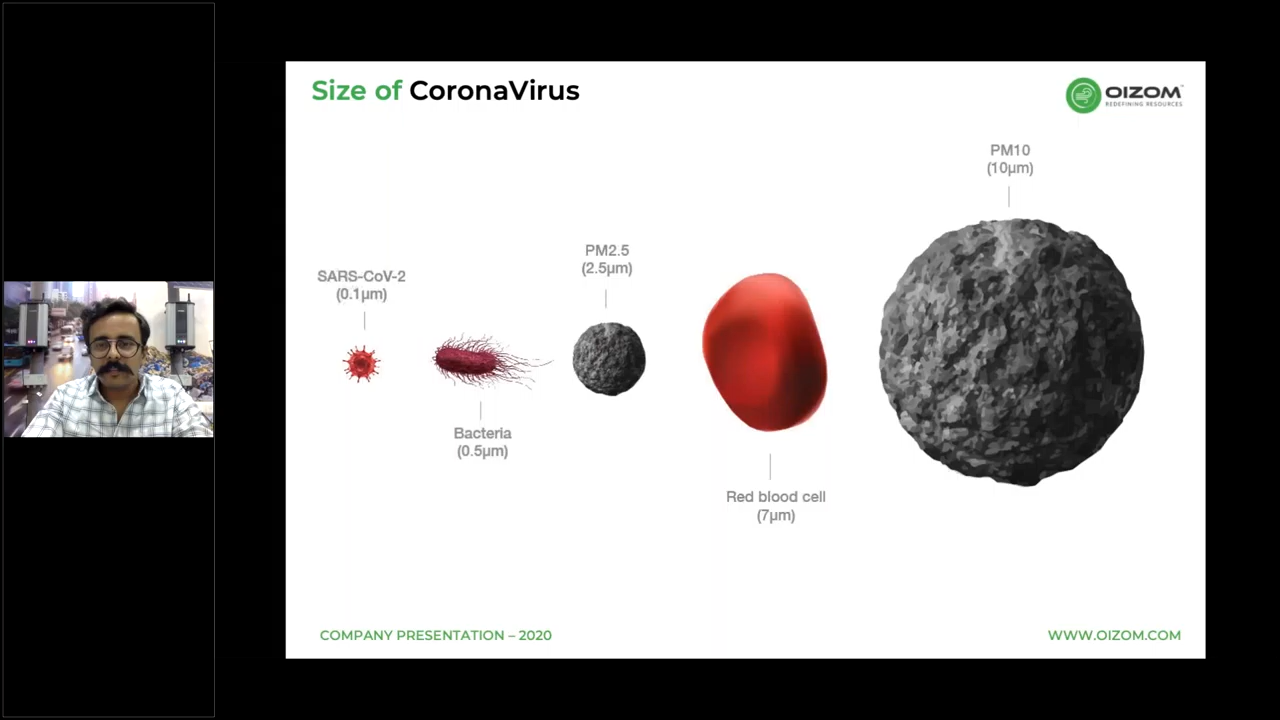 Size of CoronaVirus
OIZOM™
REDEFINING RESOURCES
PM10
(10µm)
PM2.5
(2.5µm)
SARS-CoV-2
(0.1µm)
Bacteria
(0.5µm)
Red blood cell
(7µm)
COMPANY PRESENTATION – 2020
WWW.OIZOM.COM